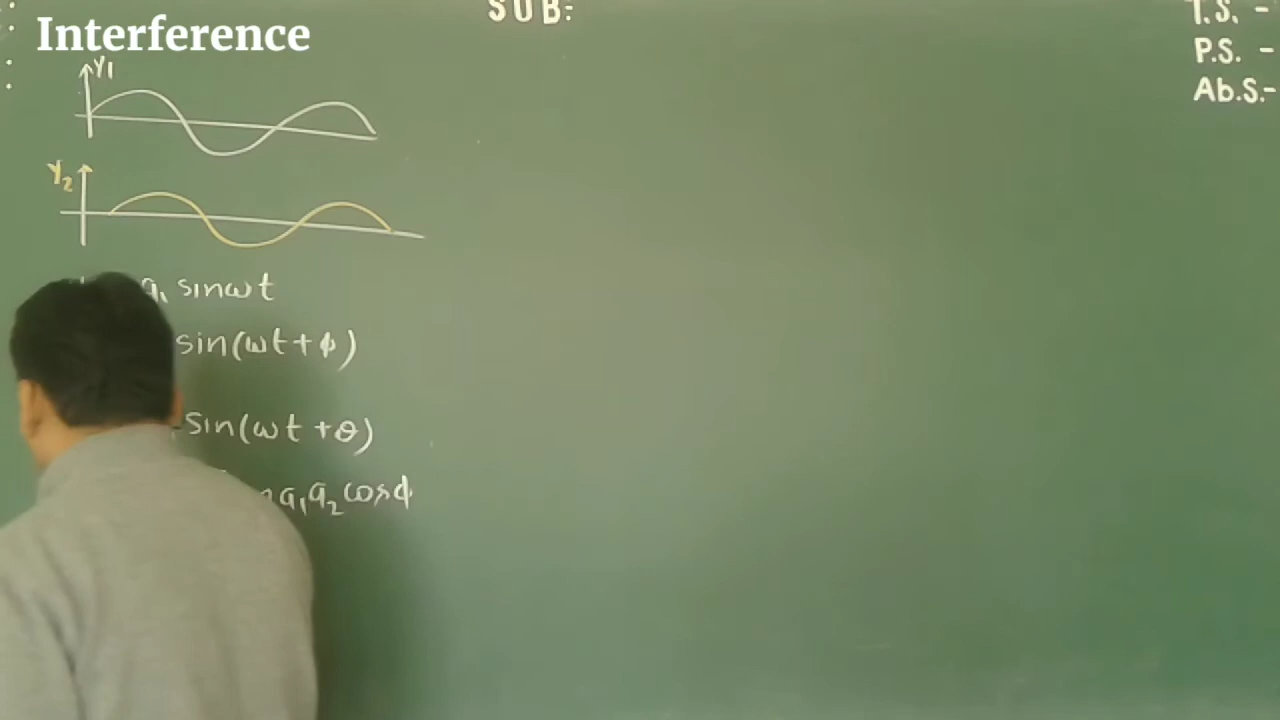 Interference
SUB:
T.S. -
P.S. -
Ab.S.-
Y1
Y2
a1 sinωt
sin(ωt+ϕ)
sin(ωt +θ)
a1a2 cosϕ